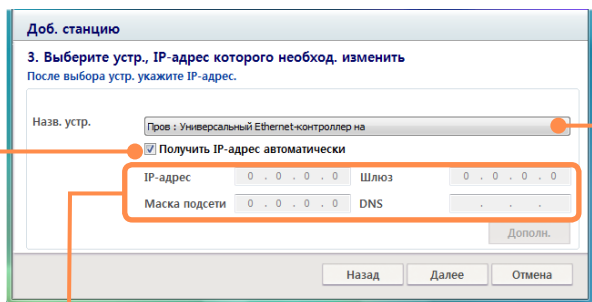 Доб. станцию
3. Выберите устр., IP-адрес которого необход. изменить
После выбора устр. укажите IP-адрес.
Назв. устр.
Пров : Универсальный Ethernet-контроллер на
Получить IP-адрес автоматически
IP-адрес 0 . 0 . 0 . 0 Шлюз 0 . 0 . 0 . 0
Маска подсети 0 . 0 . 0 . 0 DNS . . .
Дополн.
Назад Далее Отмена